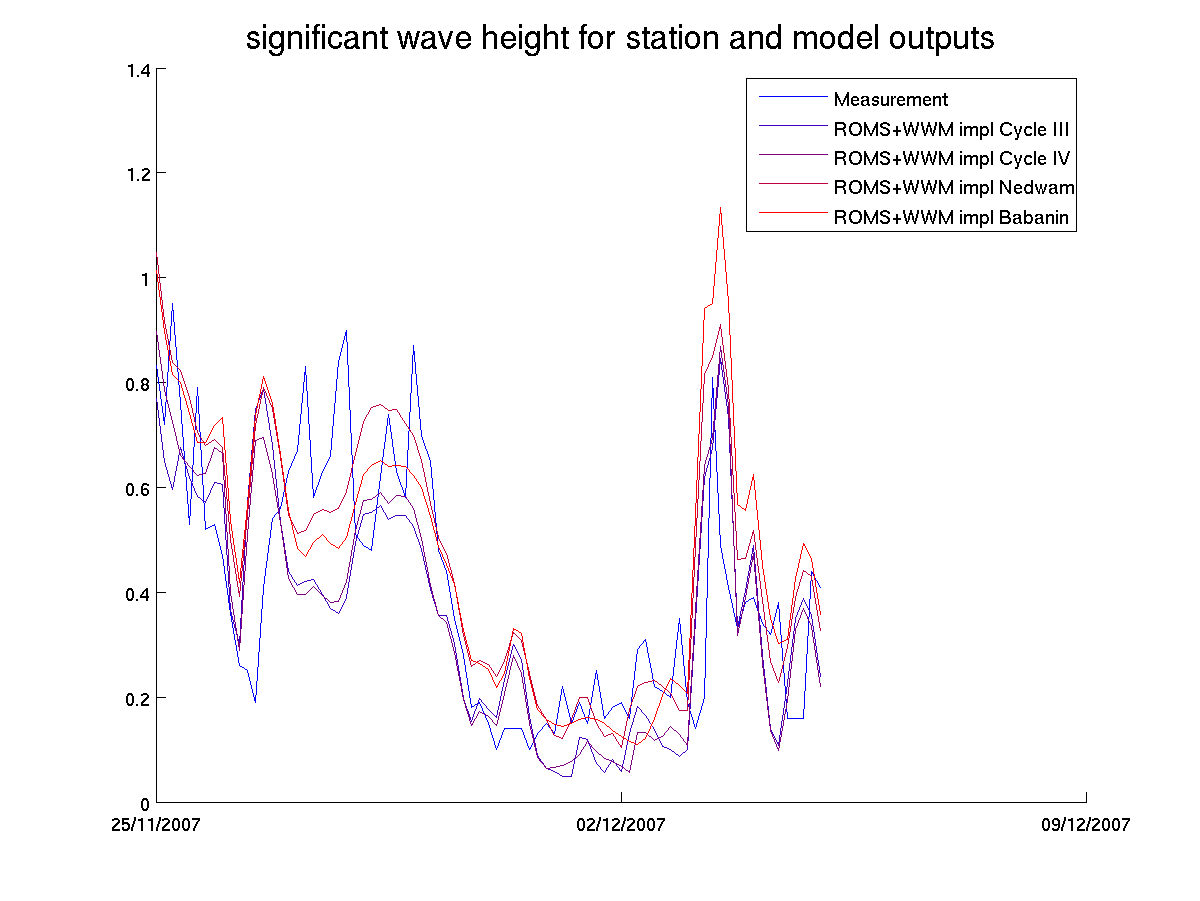 significant wave height for station and model outputs
1.4
1.2
1
0.8
0.6
0.4
0.2
0
25/11/2007
02/12/2007
09/12/2007
Measurement
ROMS+WWM impl Cycle III
ROMS+WWM impl Cycle IV
ROMS+WWM impl Nedwam
ROMS+WWM impl Babanin